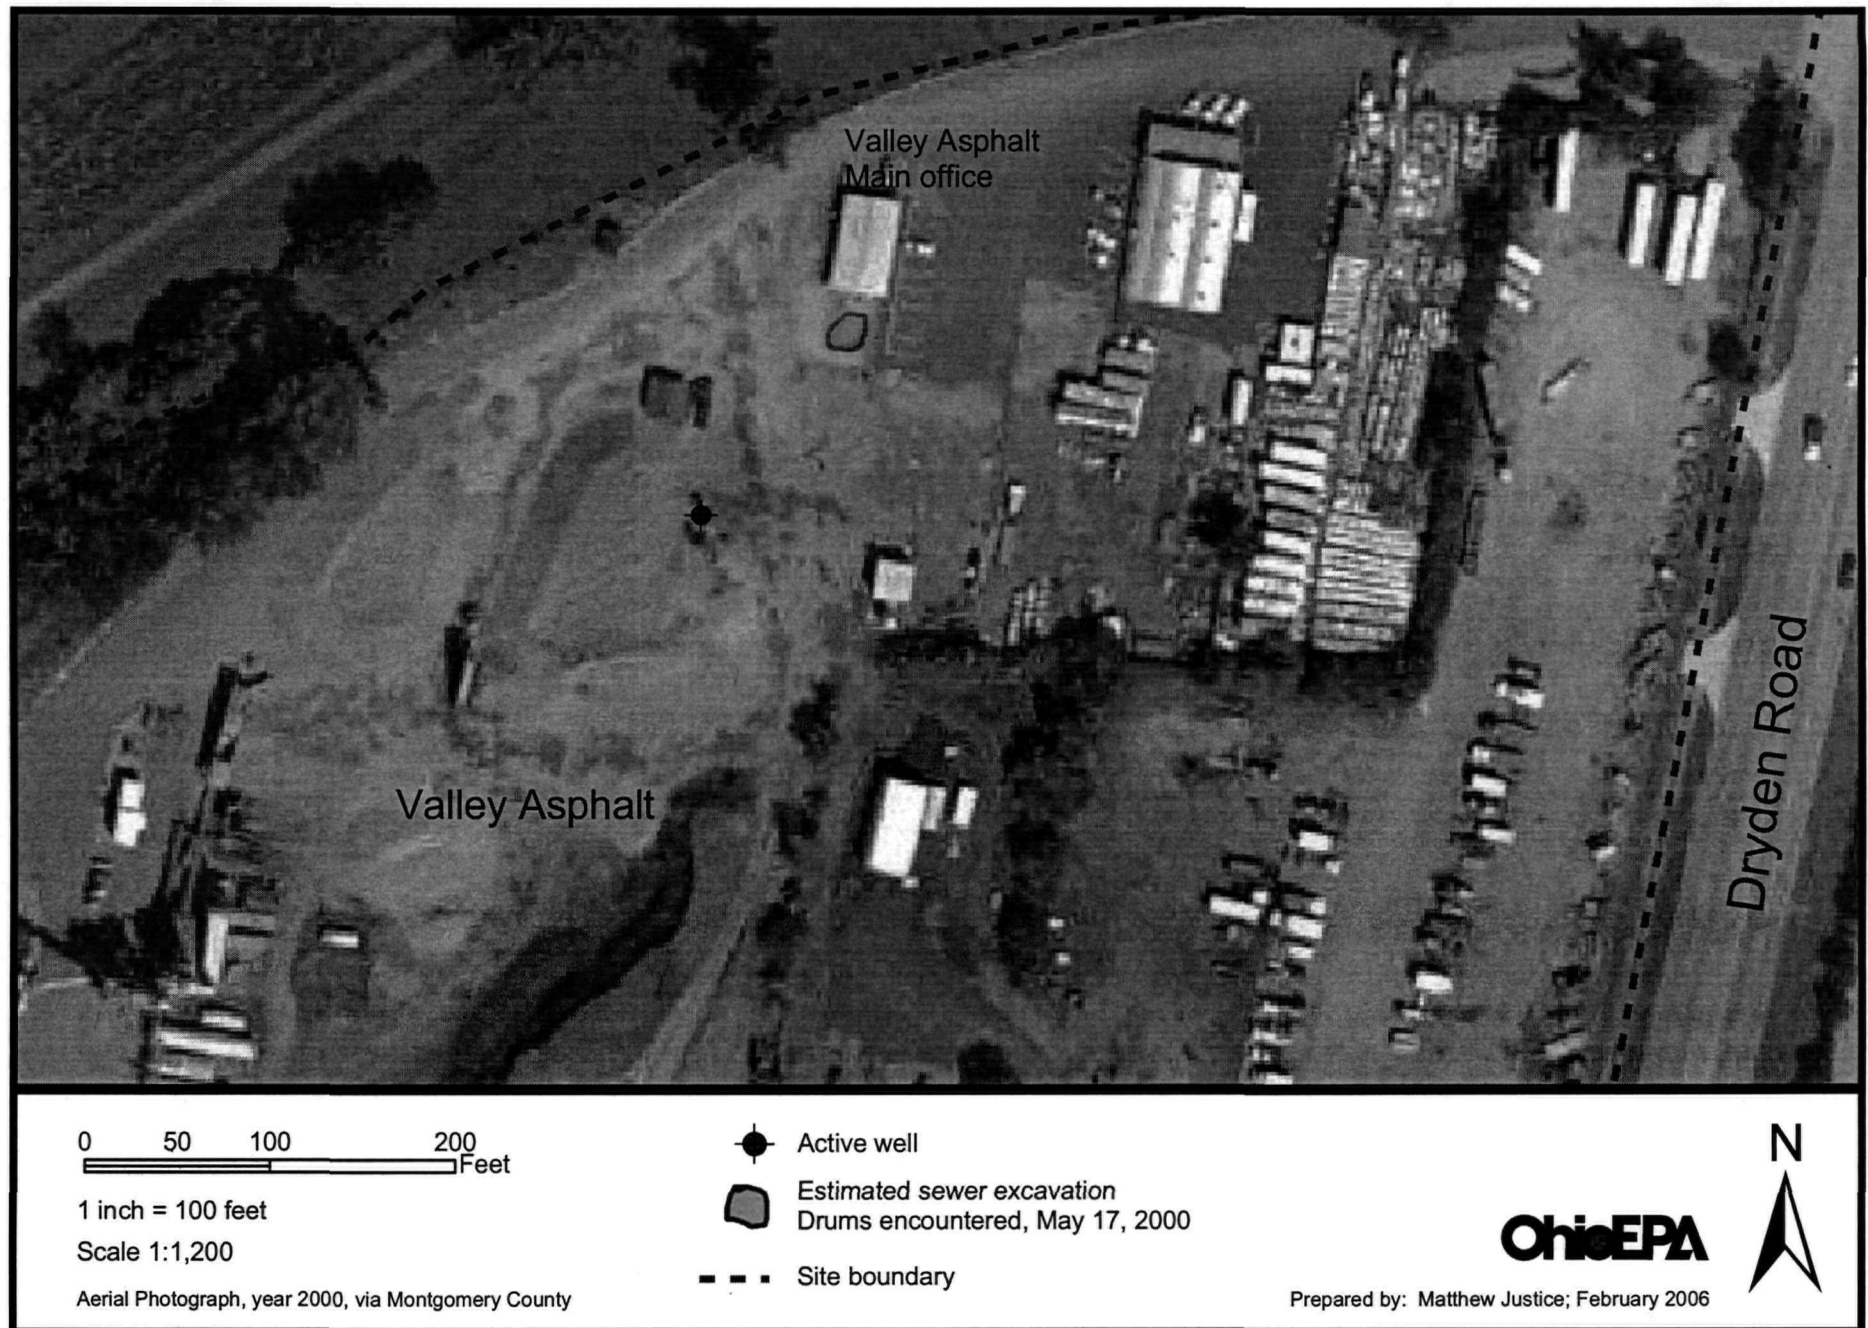 Valley Asphalt
Main office
Valley Asphalt
Dryden Road
0 50 100 200
Feet
1 inch = 100 feet
Scale 1:1,200
Aerial Photograph, year 2000, via Montgomery County
Active well
Estimated sewer excavation
Drums encountered, May 17, 2000
Site boundary
N
OhioEPA
Prepared by: Matthew Justice; February 2006